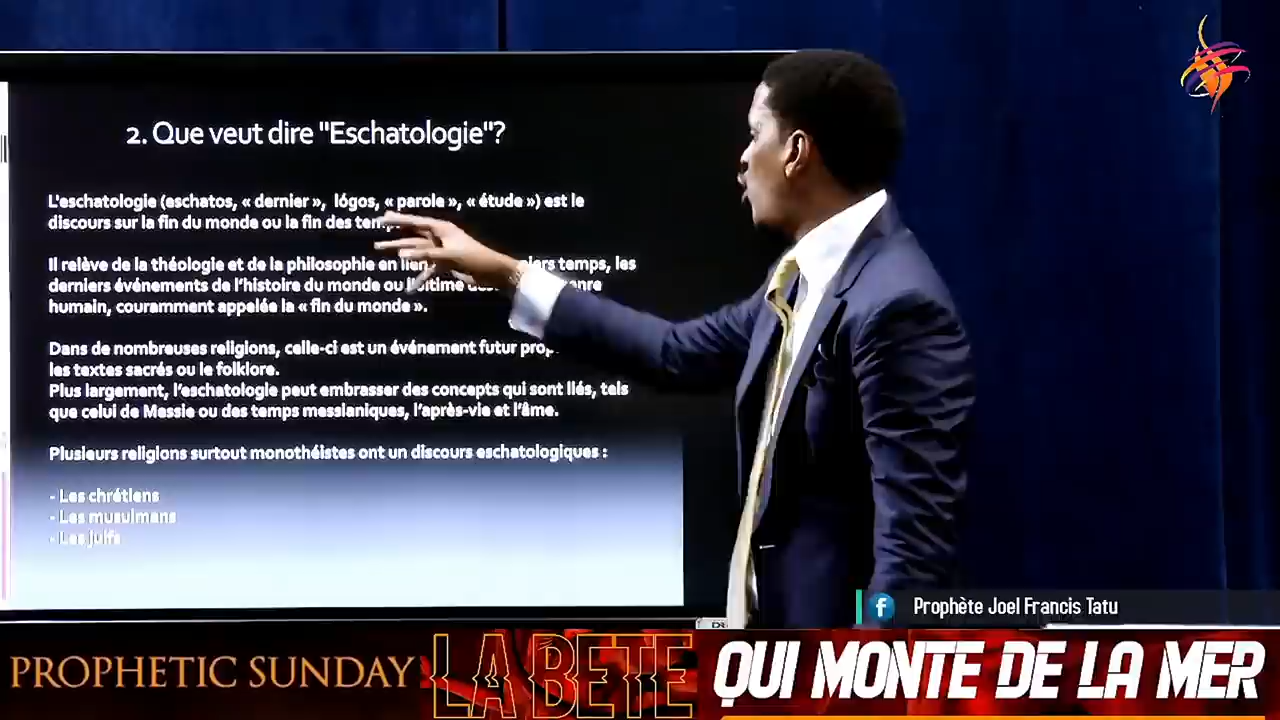 2. Que veut dire "Eschatologie"?
L'eschatologie (eschatos, « dernier », lógos, « parole », « étude ») est le
discours sur la fin du monde ou la fin des
Il relève de la théologie et de la philosophie en lien temps, les
derniers événements de l'histoire du monde ou
humain, couramment appelée la « fin du monde ».
Dans de nombreuses religions, celle-ci est un événement futur
les textes sacrés ou le folklore.
Plus largement, l'eschatologie peut embrasser des concepts qui sont liés, tels
que celui de Messie ou des temps messianiques, l'après-vie et l'âme.
Plusieurs religions surtout monothéistes ont un discours eschatologiques :
- Les chrétiens
- Les musulmans
- Les juifs
f Prophète Joel Francis Tatu
PROPHETIC SUNDAY LA BETE QUI MONTE DE LA MER